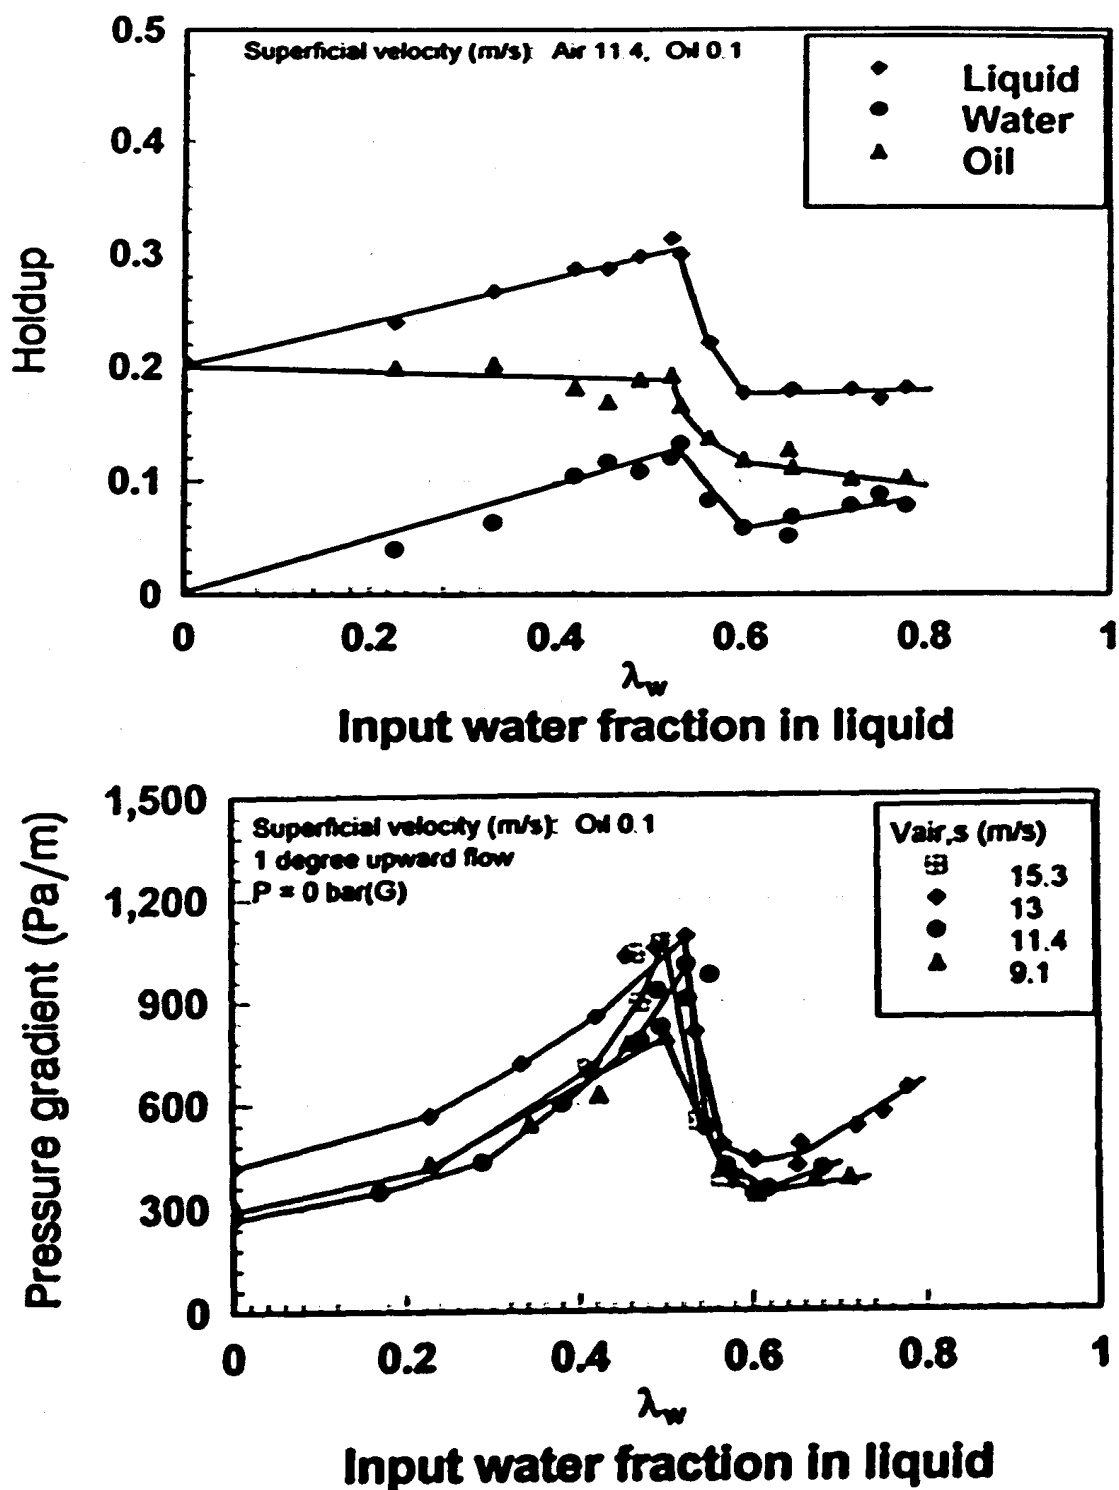 0.5
Superficial velocity (m/s): Air 11.4, Oil 0.1
Liquid
Water
Oil
0.4
0.3
0.2
0.1
0
Holdup
0 0.2 0.4 0.6 0.8 1
λw
Input water fraction in liquid
1,500
Superficial velocity (m/s): Oil 0.1
1 degree upward flow
P = 0 bar(G)
Vair,s (m/s)
15.3
13
11.4
9.1
1,200
900
600
300
0
Pressure gradient (Pa/m)
0 0.2 0.4 0.6 0.8 1
λw
Input water fraction in liquid